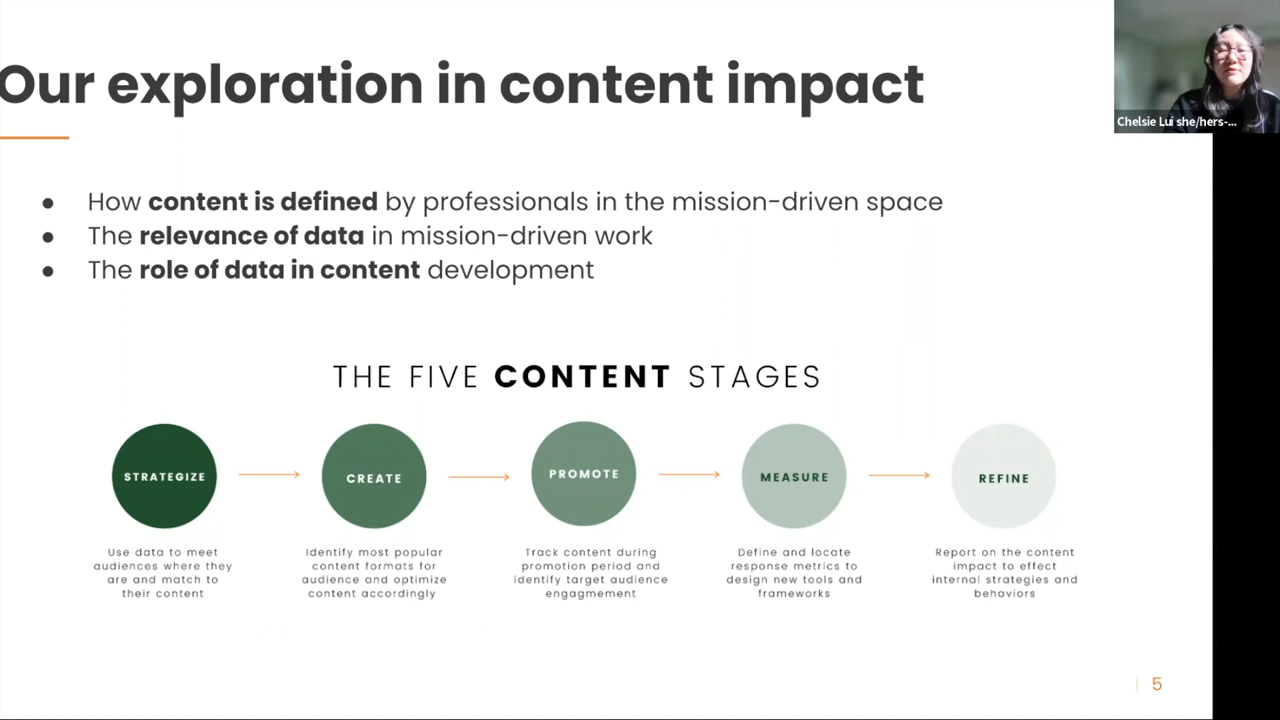 Our exploration in content impact
Chelsie Lui she/hers-...
● How content is defined by professionals in the mission-driven space
● The relevance of data in mission-driven work
● The role of data in content development
THE FIVE CONTENT STAGES
STRATEGIZE
CREATE
PROMOTE
MEASURE
REFINE
Use data to meet
audiences where they
are and match to
their content
Identify most popular
content formats for
audience and optimize
content accordingly
Track content during
promotion period and
identify target audience
engagmement
Define and locate
response metrics to
design new tools and
frameworks
Report on the content
impact to effect
internal strategies and
behaviors
| 5